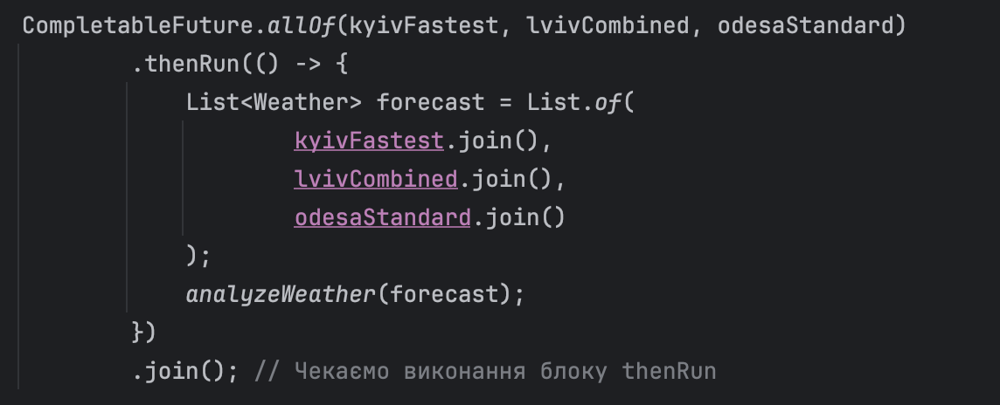 CompletableFuture.allOf(kyivFastest, lvivCombined, odesaStandard)
.thenRun(() -> {
List<Weather> forecast = List.of(
kyivFastest.join(),
lvivCombined.join(),
odesaStandard.join()
);
analyzeWeather(forecast);
})
.join(); // Чекаємо виконання блоку thenRun